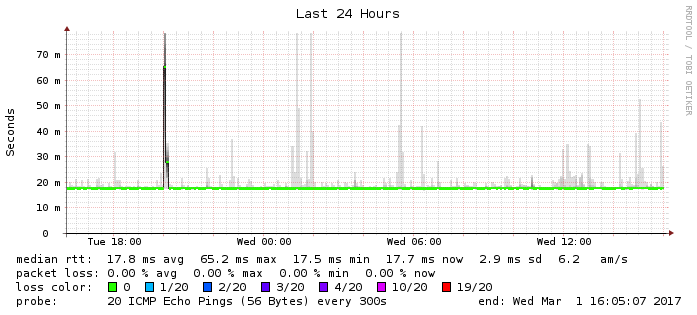 Last 24 Hours
RRDTOOL / TOBI OETIKER
Seconds
70 m
60 m
50 m
40 m
30 m
20 m
10 m
0
Tue 18:00 Wed 00:00 Wed 06:00 Wed 12:00
median rtt: 17.8 ms avg 65.2 ms max 17.5 ms min 17.7 ms now 2.9 ms sd 6.2 am/s
packet loss: 0.00 % avg 0.00 % max 0.00 % min 0.00 % now
loss color: 0 1/20 2/20 3/20 4/20 10/20 19/20
probe: 20 ICMP Echo Pings (56 Bytes) every 300s end: Wed Mar 1 16:05:07 2017